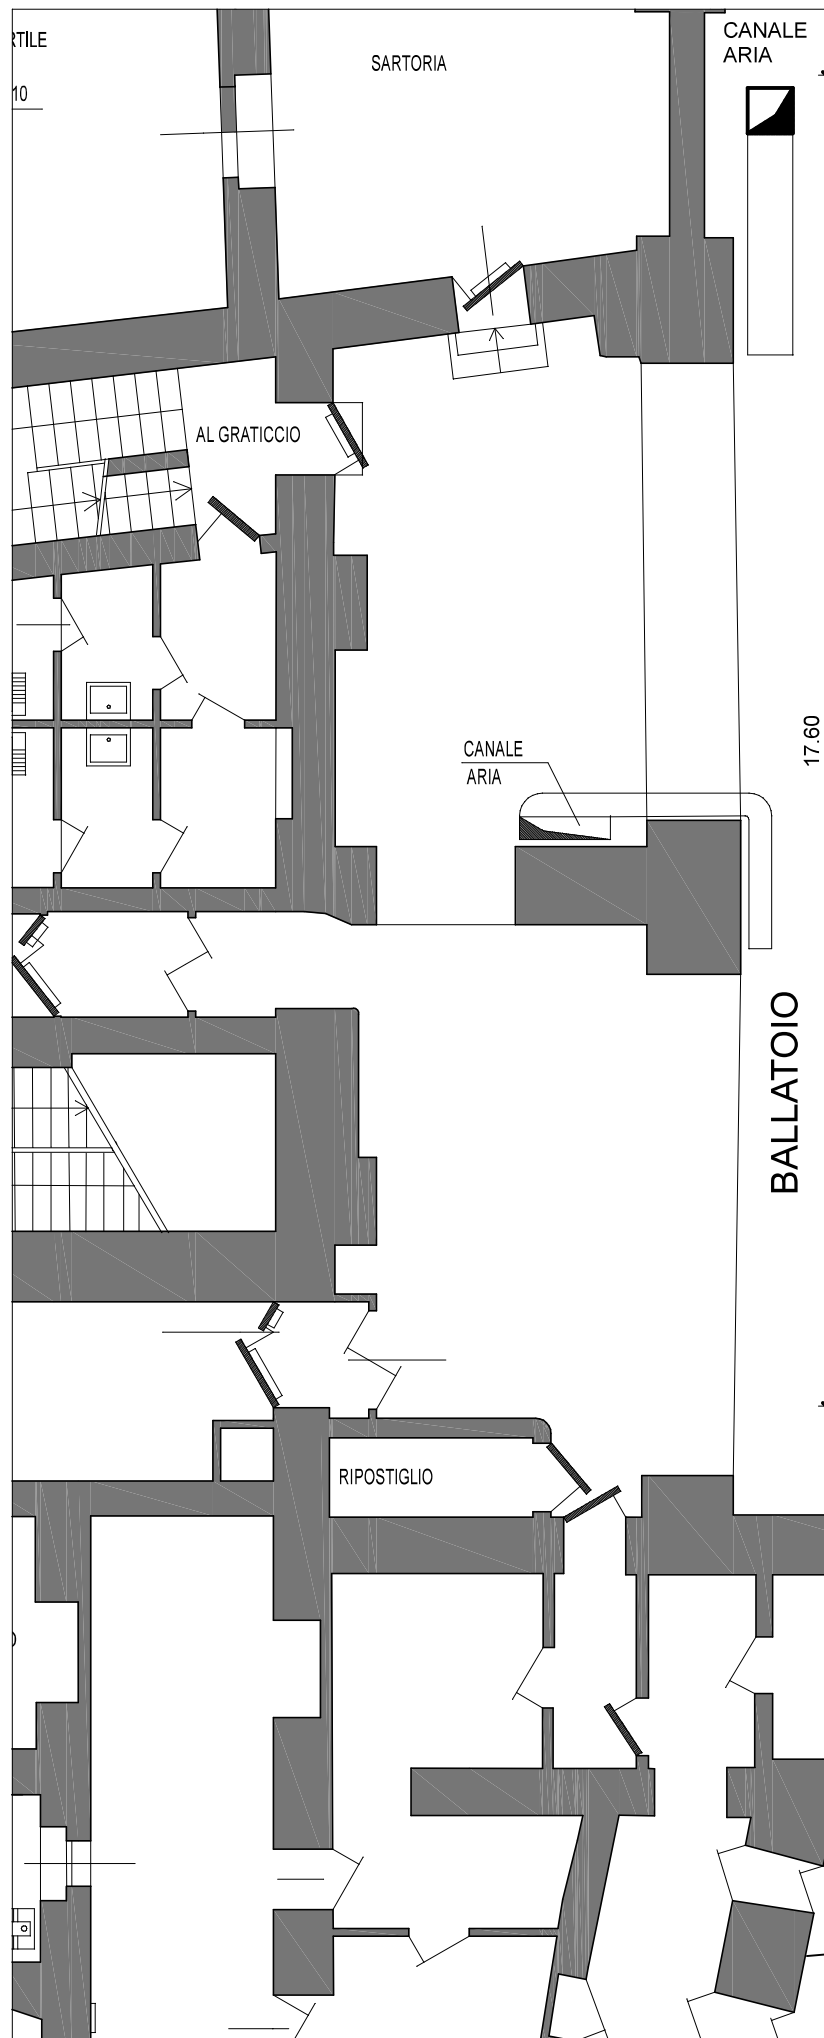 CANALE
ARIA
RTILE
SARTORIA
10
AL GRATICCIO
17.60
CANALE
ARIA
BALLATOIO
RIPOSTIGLIO